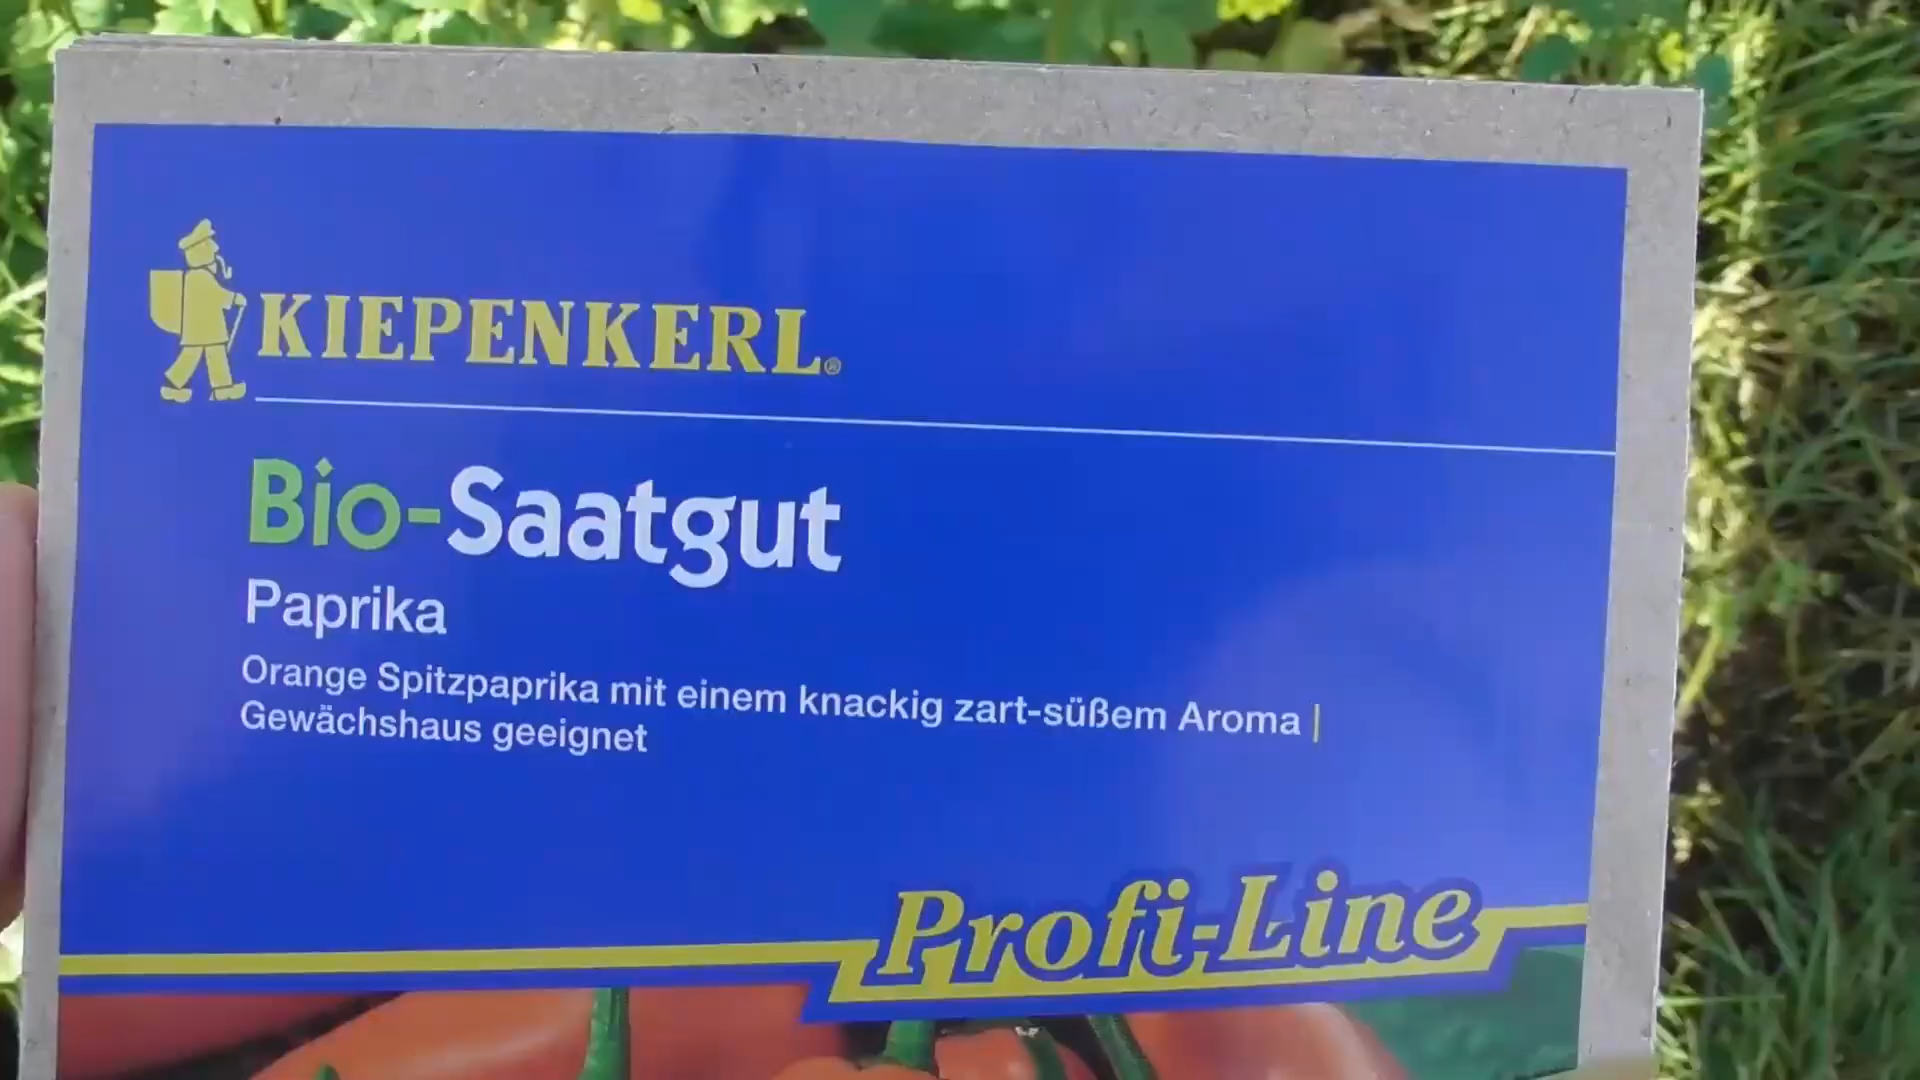 KIEPENKERL®
Bio-Saatgut
Paprika
Orange Spitzpaprika mit einem knackig zart-süßem Aroma |
Gewächshaus geeignet
Profi-Line